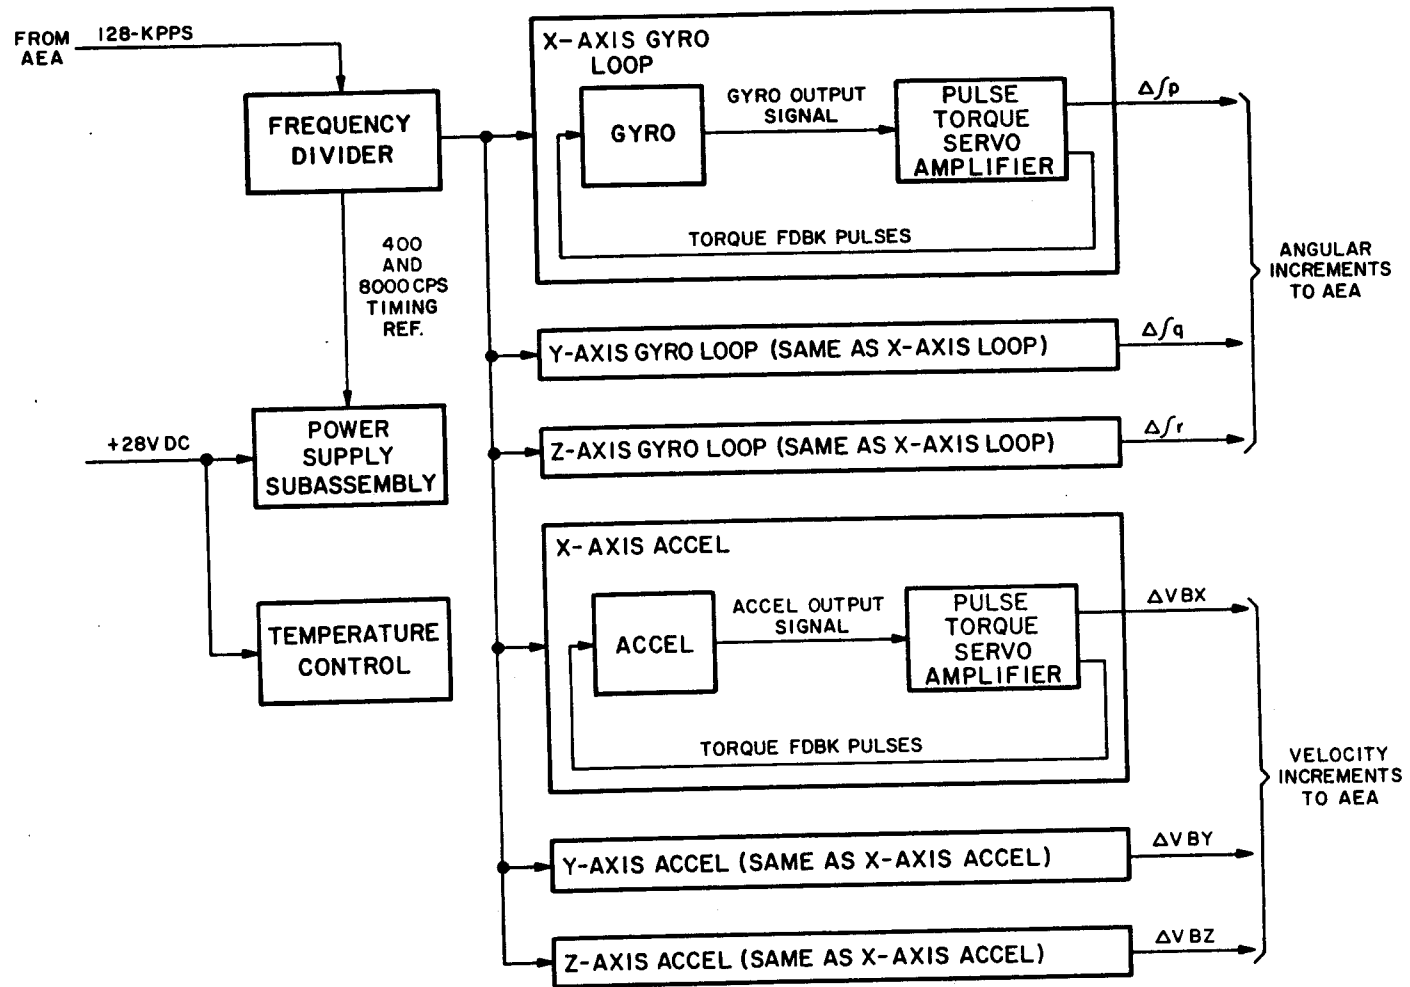 FROM
AEA
128-KPPS
FREQUENCY
DIVIDER
400
AND
8000 CPS
TIMING
REF.
+28V DC
POWER
SUPPLY
SUBASSEMBLY
TEMPERATURE
CONTROL
X-AXIS GYRO
LOOP
GYRO
GYRO OUTPUT
SIGNAL
PULSE
TORQUE
SERVO
AMPLIFIER
TORQUE FDBK PULSES
Δ∫p
Y-AXIS GYRO LOOP (SAME AS X-AXIS LOOP)
Δ∫q
Z-AXIS GYRO LOOP (SAME AS X-AXIS LOOP)
Δ∫r
ANGULAR
INCREMENTS
TO AEA
X-AXIS ACCEL
ACCEL
ACCEL OUTPUT
SIGNAL
PULSE
TORQUE
SERVO
AMPLIFIER
TORQUE FDBK PULSES
ΔVBX
Y-AXIS ACCEL (SAME AS X-AXIS ACCEL)
ΔVBY
Z-AXIS ACCEL (SAME AS X-AXIS ACCEL)
ΔVBZ
VELOCITY
INCREMENTS
TO AEA